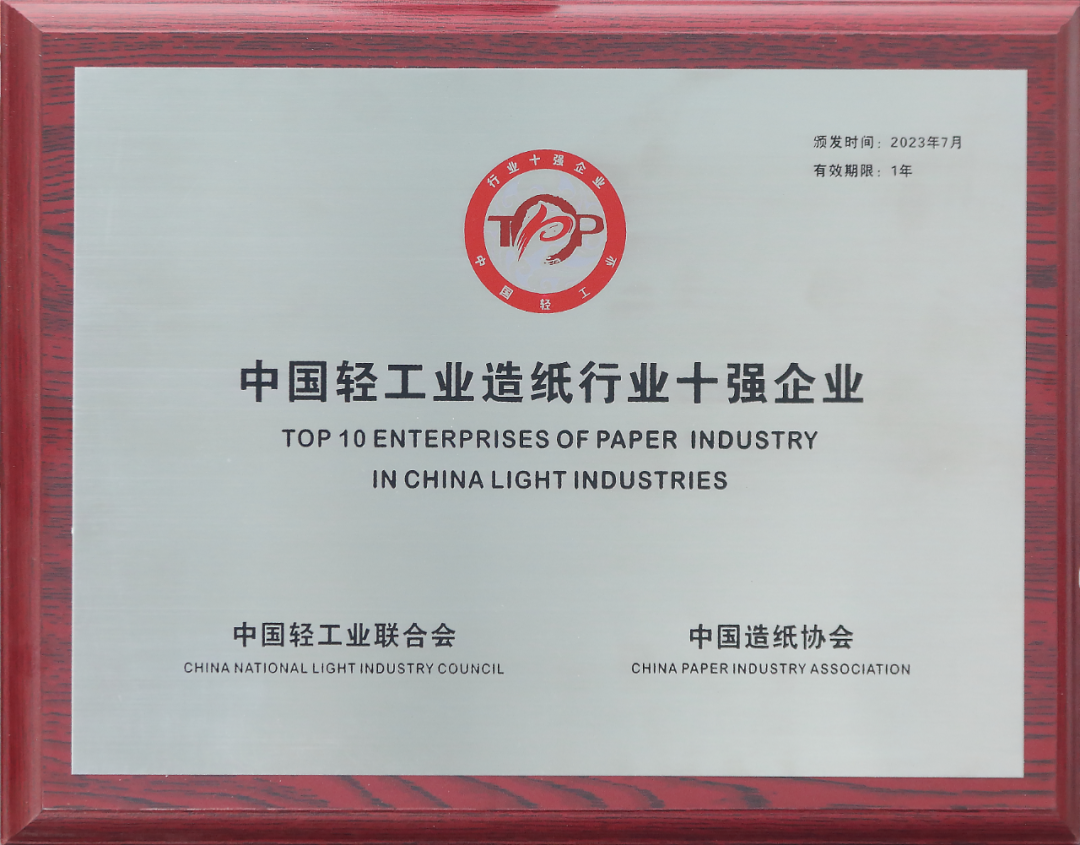 颁发时间：2023年7月
有效期限：1年
行业十强企业
TOP
中国轻工业
中国轻工业造纸行业十强企业
TOP 10 ENTERPRISES OF PAPER INDUSTRY
IN CHINA LIGHT INDUSTRIES
中国轻工业联合会
CHINA NATIONAL LIGHT INDUSTRY COUNCIL
中国造纸协会
CHINA PAPER INDUSTRY ASSOCIATION